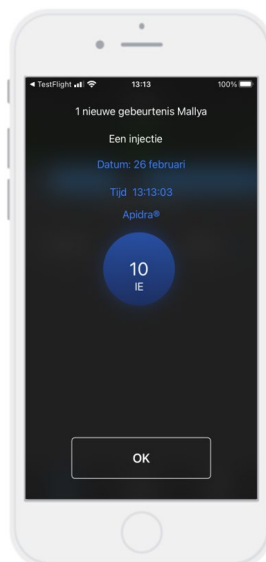 TestFlight 13:13 100%
1 nieuwe gebeurtenis Mallya
Een injectie
Datum: 26 februari
Tijd 13:13:03
Apidra®
10
IE
OK